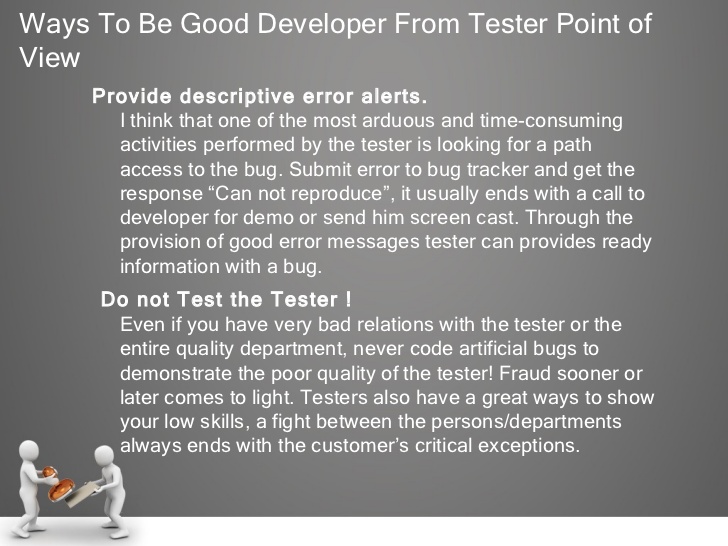 Ways To Be Good Developer From Tester Point of
View
Provide descriptive error alerts.
I think that one of the most arduous and time-consuming
activities performed by the tester is looking for a path
access to the bug. Submit error to bug tracker and get the
response “Can not reproduce”, it usually ends with a call to
developer for demo or send him screen cast. Through the
provision of good error messages tester can provides ready
information with a bug.
Do not Test the Tester !
Even if you have very bad relations with the tester or the
entire quality department, never code artificial bugs to
demonstrate the poor quality of the tester! Fraud sooner or
later comes to light. Testers also have a great ways to show
your low skills, a fight between the persons/departments
always ends with the customer’s critical exceptions.